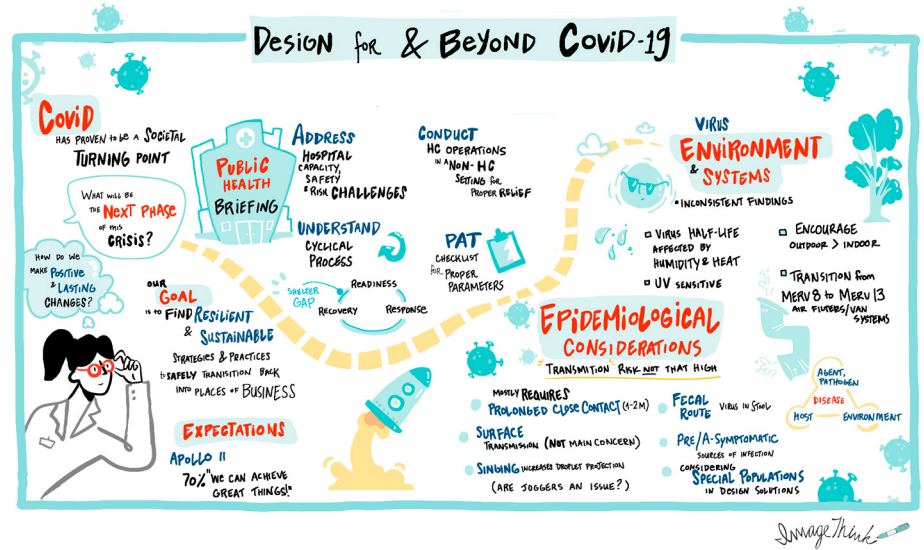 DESIGN for & BEYOND COVID-19
COVID
HAS PROVEN to BE A SOCIETAL
TURNING POINT
WHAT WILL BE
THE NEXT PHASE
OF THIS
CRISIS?
HOW DO WE
MAKE POSITIVE
& LASTING
CHANGES?
PUBLIC
HEALTH
BRIEFING
OUR
GOAL
is to FIND RESILIENT
& SUSTAINABLE
STRATEGIES & PRACTICES
to SAFELY TRANSITION BACK
INTO PLACES OF BUSINESS
EXPECTATIONS
APOLLO 11
70% "WE CAN ACHIEVE
GREAT THINGS!"
ADDRESS
HOSPITAL
CAPACITY,
SAFETY
& RISK CHALLENGES
CONDUCT
HC OPERATIONS
IN A NON-HC
SETTING for
PROPER RELIEF
UNDERSTAND
CYCLICAL
PROCESS
SHELTER
GAP
READINESS
RECOVERY
RESPONSE
PAT
CHECKLIST
for PROPER
PARAMETERS
VIRUS
ENVIRONMENT
& SYSTEMS
• INCONSISTENT FINDINGS
VIRUS HALF-LIFE
AFFECTED BY
HUMIDITY & HEAT
UV SENSITIVE
ENCOURAGE
OUTDOOR > INDOOR
TRANSITION from
MERV 8 to MERV 13
AIR FILTERS/VAN
SYSTEMS
EPIDEMIOLOGICAL
CONSIDERATIONS
TRANSMITION RISK NOT THAT HIGH
MOSTLY REQUIRES
PROLONGED CLOSE CONTACT (1-2M)
SURFACE
TRANSMISSION (NOT MAIN CONCERN)
SINGING INCREASES DROPLET PROJECTION
(ARE JOGGERS AN ISSUE?)
FECAL
ROUTE VIRUS IN STOOL
PRE/A-SYMPTOMATIC
SOURCES OF INFECTION
CONSIDERING
SPECIAL POPULATIONS
IN DESIGN SOLUTIONS
AGENT,
PATHOGEN
DISEASE
HOST
ENVIRONMENT
ImageThink